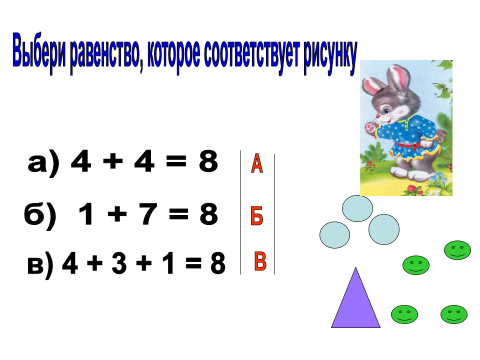 Выбери равенство, которое соответствует рисунку
а) 4 + 4 = 8 А
б) 1 + 7 = 8 Б
в) 4 + 3 + 1 = 8 В